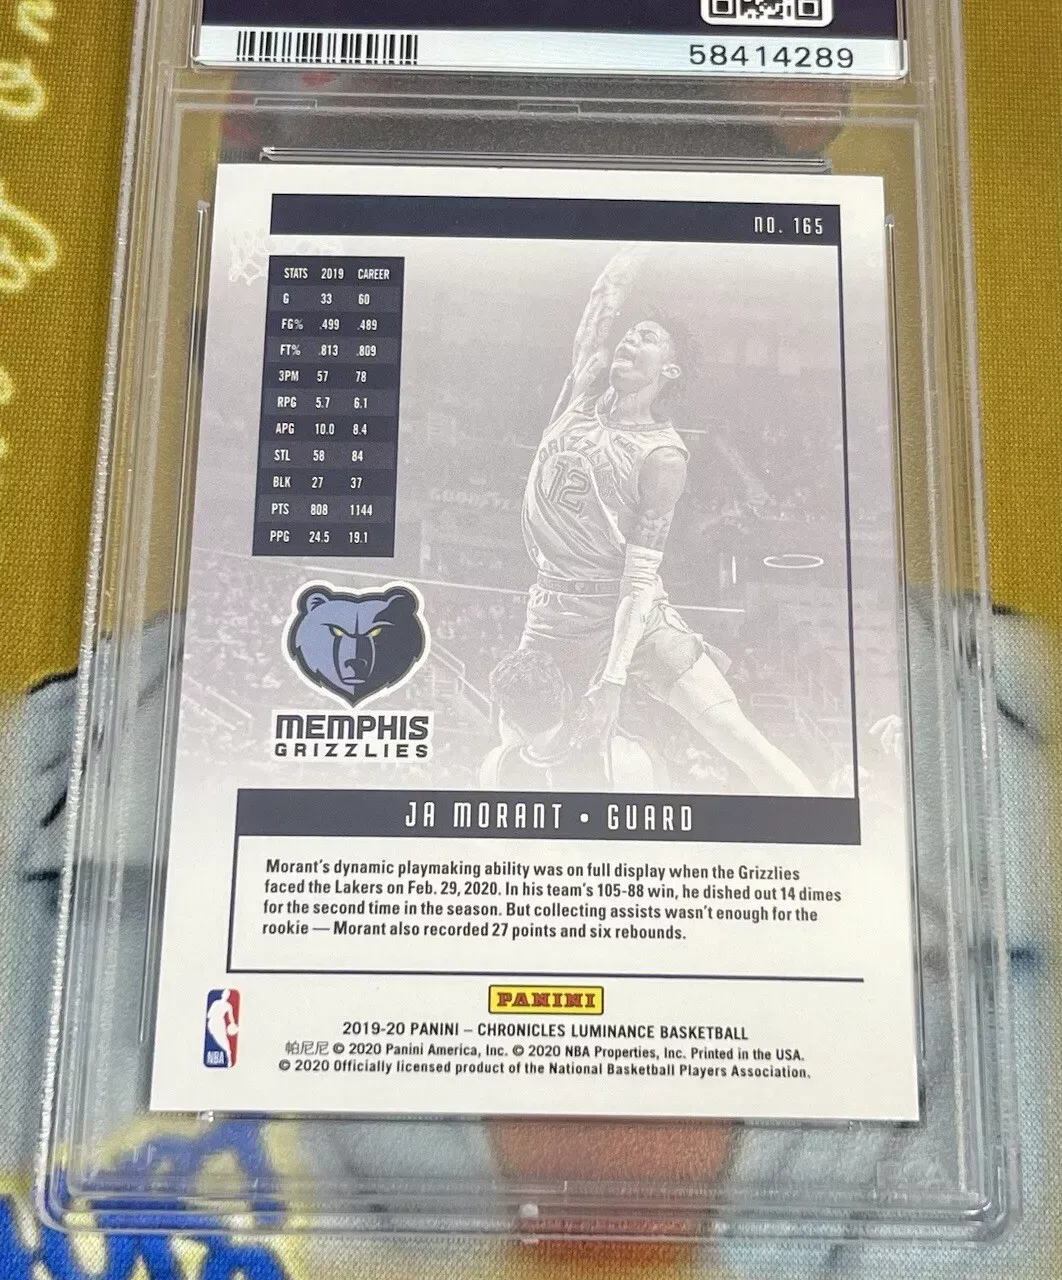 58414289
NO. 165
STATS 2019 CAREER
G 33 60
FG% .499 .489
FT% .813 .809
3PM 57 78
RPG 5.7 6.1
APG 10.0 8.4
STL 58 84
BLK 27 37
PTS 808 1144
PPG 24.5 19.1
GRIZZLIES
12
MEMPHIS
GRIZZLIES
JA MORANT • GUARD
Morant's dynamic playmaking ability was on full display when the Grizzlies
faced the Lakers on Feb. 29, 2020. In his team's 105-88 win, he dished out 14 dimes
for the second time in the season. But collecting assists wasn't enough for the
rookie — Morant also recorded 27 points and six rebounds.
PANINI
NBA
2019-20 PANINI – CHRONICLES LUMINANCE BASKETBALL
帕尼尼 © 2020 Panini America, Inc. © 2020 NBA Properties, Inc. Printed in the USA.
© 2020 Officially licensed product of the National Basketball Players Association.